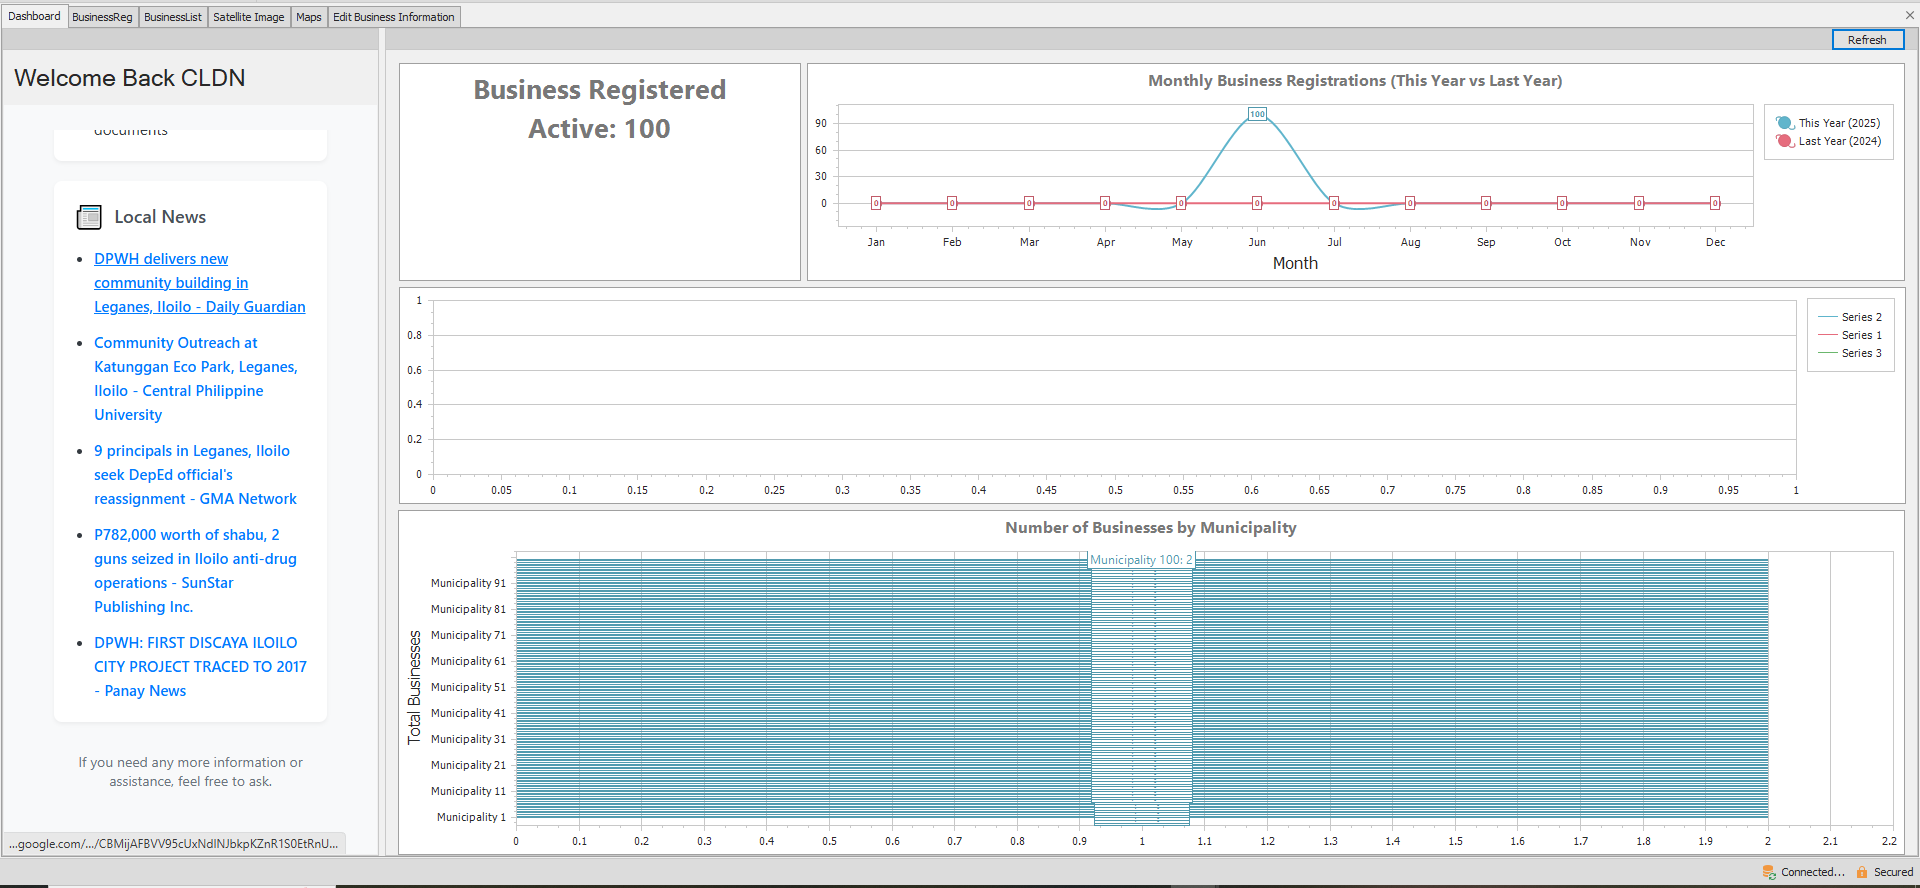 Dashboard BusinessReg BusinessList Satellite Image Maps Edit Business Information
Refresh
Welcome Back CLDN
documents
Local News
DPWH delivers new
community building in
Leganes, Iloilo - Daily Guardian
Community Outreach at
Katunggan Eco Park, Leganes,
Iloilo - Central Philippine
University
9 principals in Leganes, Iloilo
seek DepEd official's
reassignment - GMA Network
P782,000 worth of shabu, 2
guns seized in Iloilo anti-drug
operations - SunStar
Publishing Inc.
DPWH: FIRST DISCAYA ILOILO
CITY PROJECT TRACED TO 2017
- Panay News
If you need any more information or
assistance, feel free to ask.
...google.com/.../CBMijAFBVV95cUxNdlNJbkpKZnR1S0EtRnU...
Business Registered
Active: 100
Monthly Business Registrations (This Year vs Last Year)
100
90
60
30
0
0 0 0 0 0 0 0 0 0 0 0 0
Jan Feb Mar Apr May Jun Jul Aug Sep Oct Nov Dec
Month
This Year (2025)
Last Year (2024)
1
0.8
0.6
0.4
0.2
0
0 0.05 0.1 0.15 0.2 0.25 0.3 0.35 0.4 0.45 0.5 0.55 0.6 0.65 0.7 0.75 0.8 0.85 0.9 0.95 1
Series 2
Series 1
Series 3
Number of Businesses by Municipality
Municipality 100: 2
Total Businesses
Municipality 91
Municipality 81
Municipality 71
Municipality 61
Municipality 51
Municipality 41
Municipality 31
Municipality 21
Municipality 11
Municipality 1
0 0.1 0.2 0.3 0.4 0.5 0.6 0.7 0.8 0.9 1 1.1 1.2 1.3 1.4 1.5 1.6 1.7 1.8 1.9 2 2.1 2.2
Connected... Secured